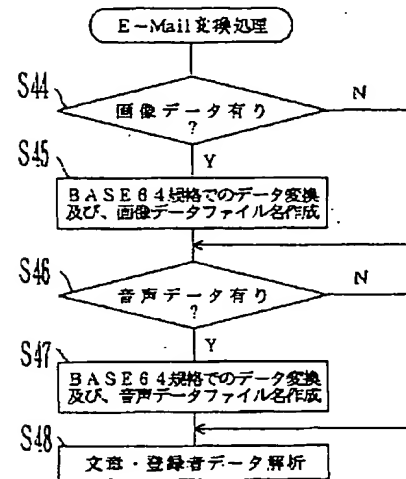 E-Mail変換処理
S44
N
画像データ有り
?
Y
S45
BASE64規格でのデータ変換
及び、画像データファイル名作成
S46
N
音声データ有り
?
Y
S47
BASE64規格でのデータ変換
及び、音声データファイル名作成
S48
文章・登録者データ解析